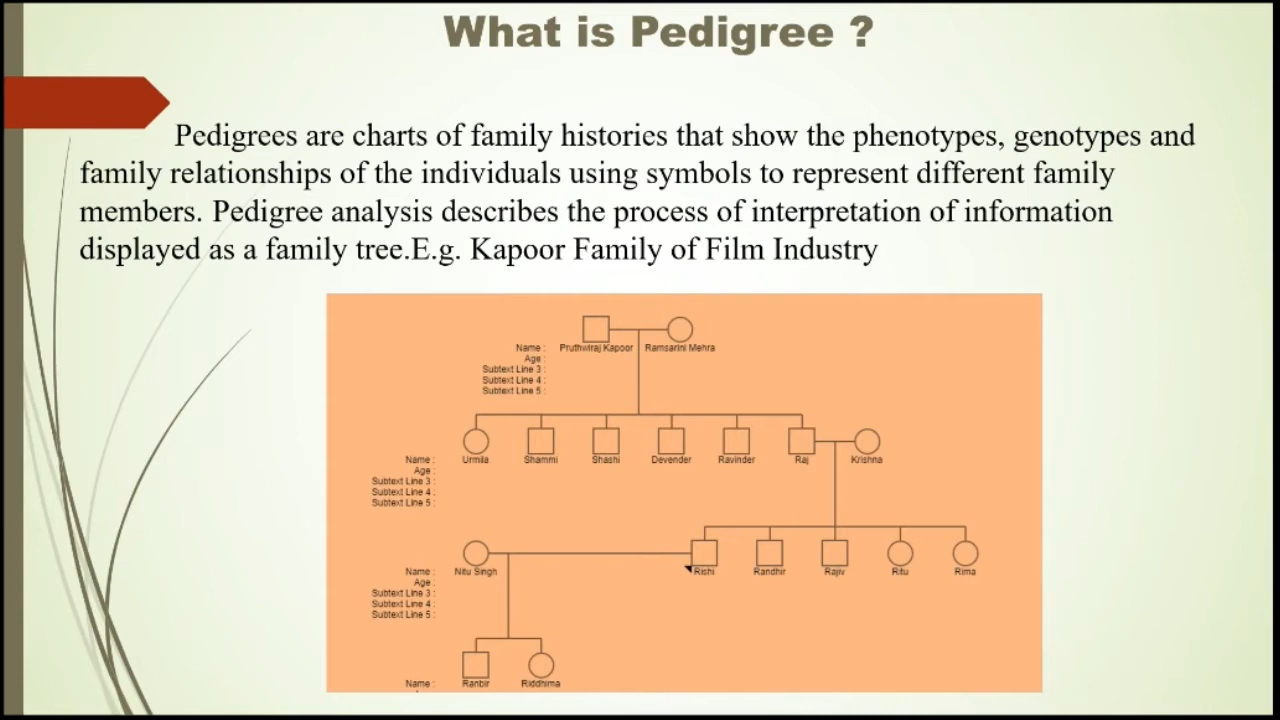 What is Pedigree ?
Pedigrees are charts of family histories that show the phenotypes, genotypes and
family relationships of the individuals using symbols to represent different family
members. Pedigree analysis describes the process of interpretation of information
displayed as a family tree.E.g. Kapoor Family of Film Industry
Name : Pruthwiraj Kapoor Ramsarini Mehra
Age :
Subtext Line 3 :
Subtext Line 4 :
Subtext Line 5 :
Name : Urmila Shammi Shashi Devender Ravinder Raj Krishna
Age :
Subtext Line 3 :
Subtext Line 4 :
Subtext Line 5 :
Name : Nitu Singh Rishi Randhir Rajiv Ritu Rima
Age :
Subtext Line 3 :
Subtext Line 4 :
Subtext Line 5 :
Name : Ranbir Riddhima